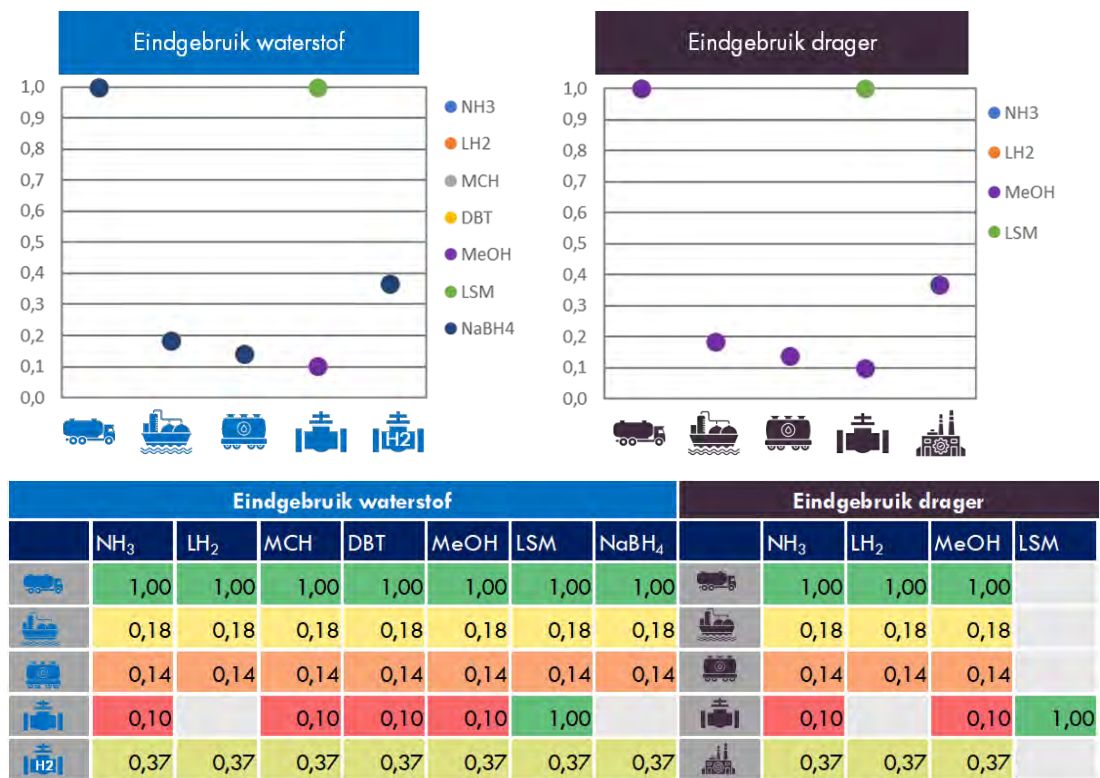 Eindgebruik waterstof
1,0
0,9
0,8
0,7
0,6
0,5
0,4
0,3
0,2
0,1
0,0
NH3
LH2
MCH
DBT
MeOH
LSM
NaBH4
H2
Eindgebruik drager
1,0
0,9
0,8
0,7
0,6
0,5
0,4
0,3
0,2
0,1
0,0
NH3
LH2
MeOH
LSM
Eindgebruik waterstof Eindgebruik drager
NH₃ LH₂ MCH DBT MeOH LSM NaBH₄ NH₃ LH₂ MeOH LSM
1,00 1,00 1,00 1,00 1,00 1,00 1,00 1,00 1,00 1,00
0,18 0,18 0,18 0,18 0,18 0,18 0,18 0,18 0,18 0,18
0,14 0,14 0,14 0,14 0,14 0,14 0,14 0,14 0,14 0,14
0,10 0,10 0,10 0,10 1,00 0,10 0,10 1,00
H2 0,37 0,37 0,37 0,37 0,37 0,37 0,37 0,37 0,37 0,37